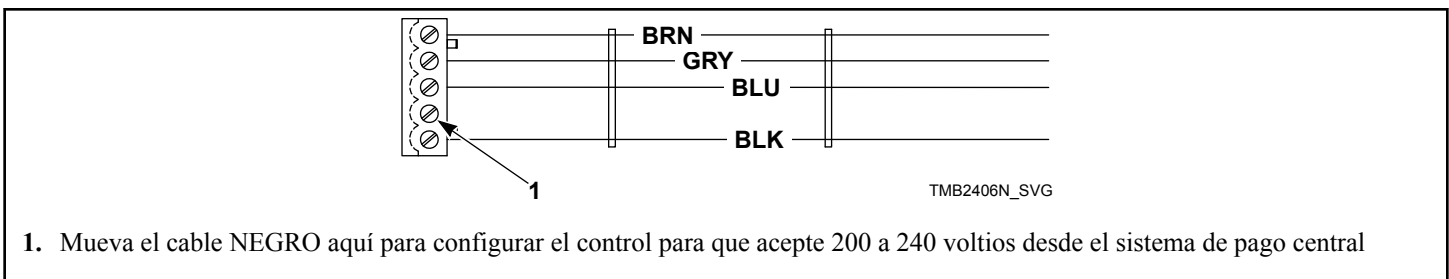 BRN
GRY
BLU
BLK
1
TMB2406N_SVG
1. Mueva el cable NEGRO aquí para configurar el control para que acepte 200 a 240 voltios desde el sistema de pago central